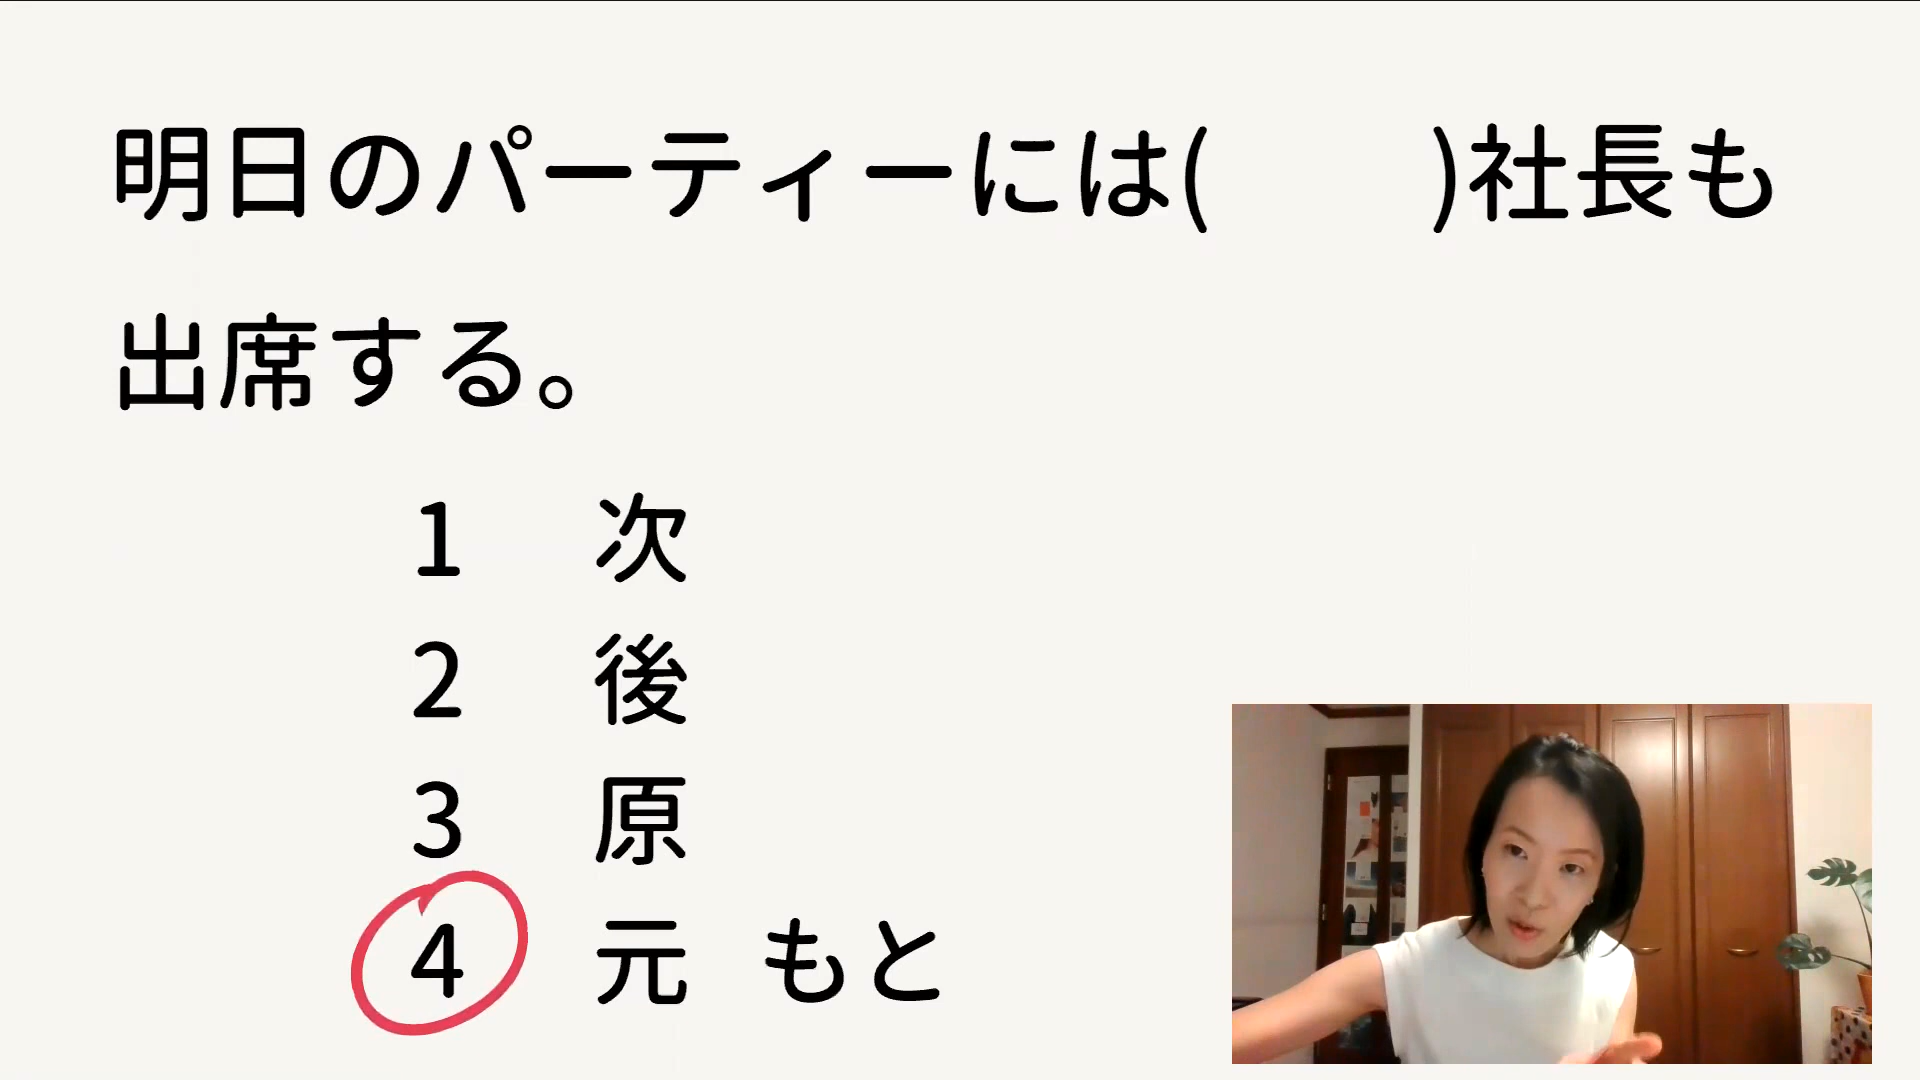 明日のパーティーには(　　)社長も
出席する。
1 次
2 後
3 原
4 元 もと